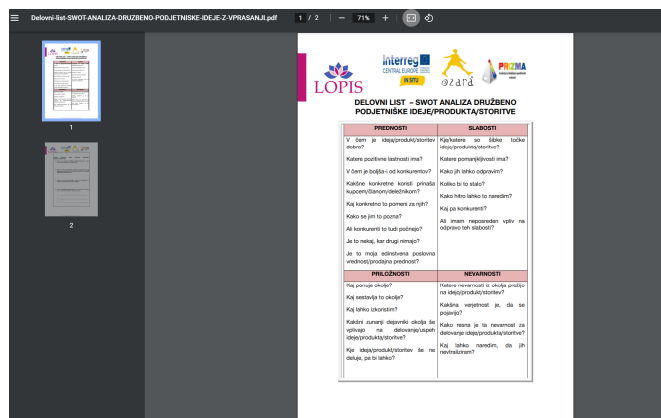 Delovni-list-SWOT-ANALIZA-DRUZBENO-PODJETNISKE-IDEJE-Z-VPRASANJI.pdf
1 / 2
71%
LOPIS
interreg
CENTRAL EUROPE
IN SITU
ozara
PRIZMA
DELOVNI LIST – SWOT ANALIZA DRUŽBENO
PODJETNIŠKE IDEJE/PRODUKTA/STORITVE
PREDNOSTI
V čem je ideja/produkt/storitev
dobra?
Katere pozitivne lastnosti ima?
V čem je boljša-i od konkurentov?
Kakšne konkretne koristi prinaša
kupcem/članom/deležnikom?
Kaj konkretno to pomeni za njih?
Kako se jim to pozna?
Ali konkurenti to tudi počnejo?
Je to nekaj, kar drugi nimajo?
Je to moja edinstvena poslovna
vrednost/prodajna prednost?
SLABOSTI
Kje/katere so šibke točke
ideje/produkta/storitve?
Katere pomanjkljivosti ima?
Kako jih lahko odpravim?
Koliko bi to stalo?
Kako hitro lahko to naredim?
Kaj pa konkurenti?
Ali imam neposreden vpliv na
odpravo teh slabosti?
PRILOŽNOSTI
Kaj ponuja okolje?
Kaj sestavlja to okolje?
Kaj lahko izkoristim?
Kakšni zunanji dejavniki okolja še
vplivajo na delovanje/uspeh
ideje/produkta/storitve?
Kje ideja/produkt/storitev še ne
deluje, pa bi lahko?
NEVARNOSTI
Katere nevarnosti iz okolja prežijo
na idejo/produkt/storitev?
Kakšna verjetnost je, da se
pojavijo?
Kako resna je ta nevarnost za
delovanje ideje/produkta/storitve?
Kaj lahko naredim, da jih
nevtraliziram?
1
2